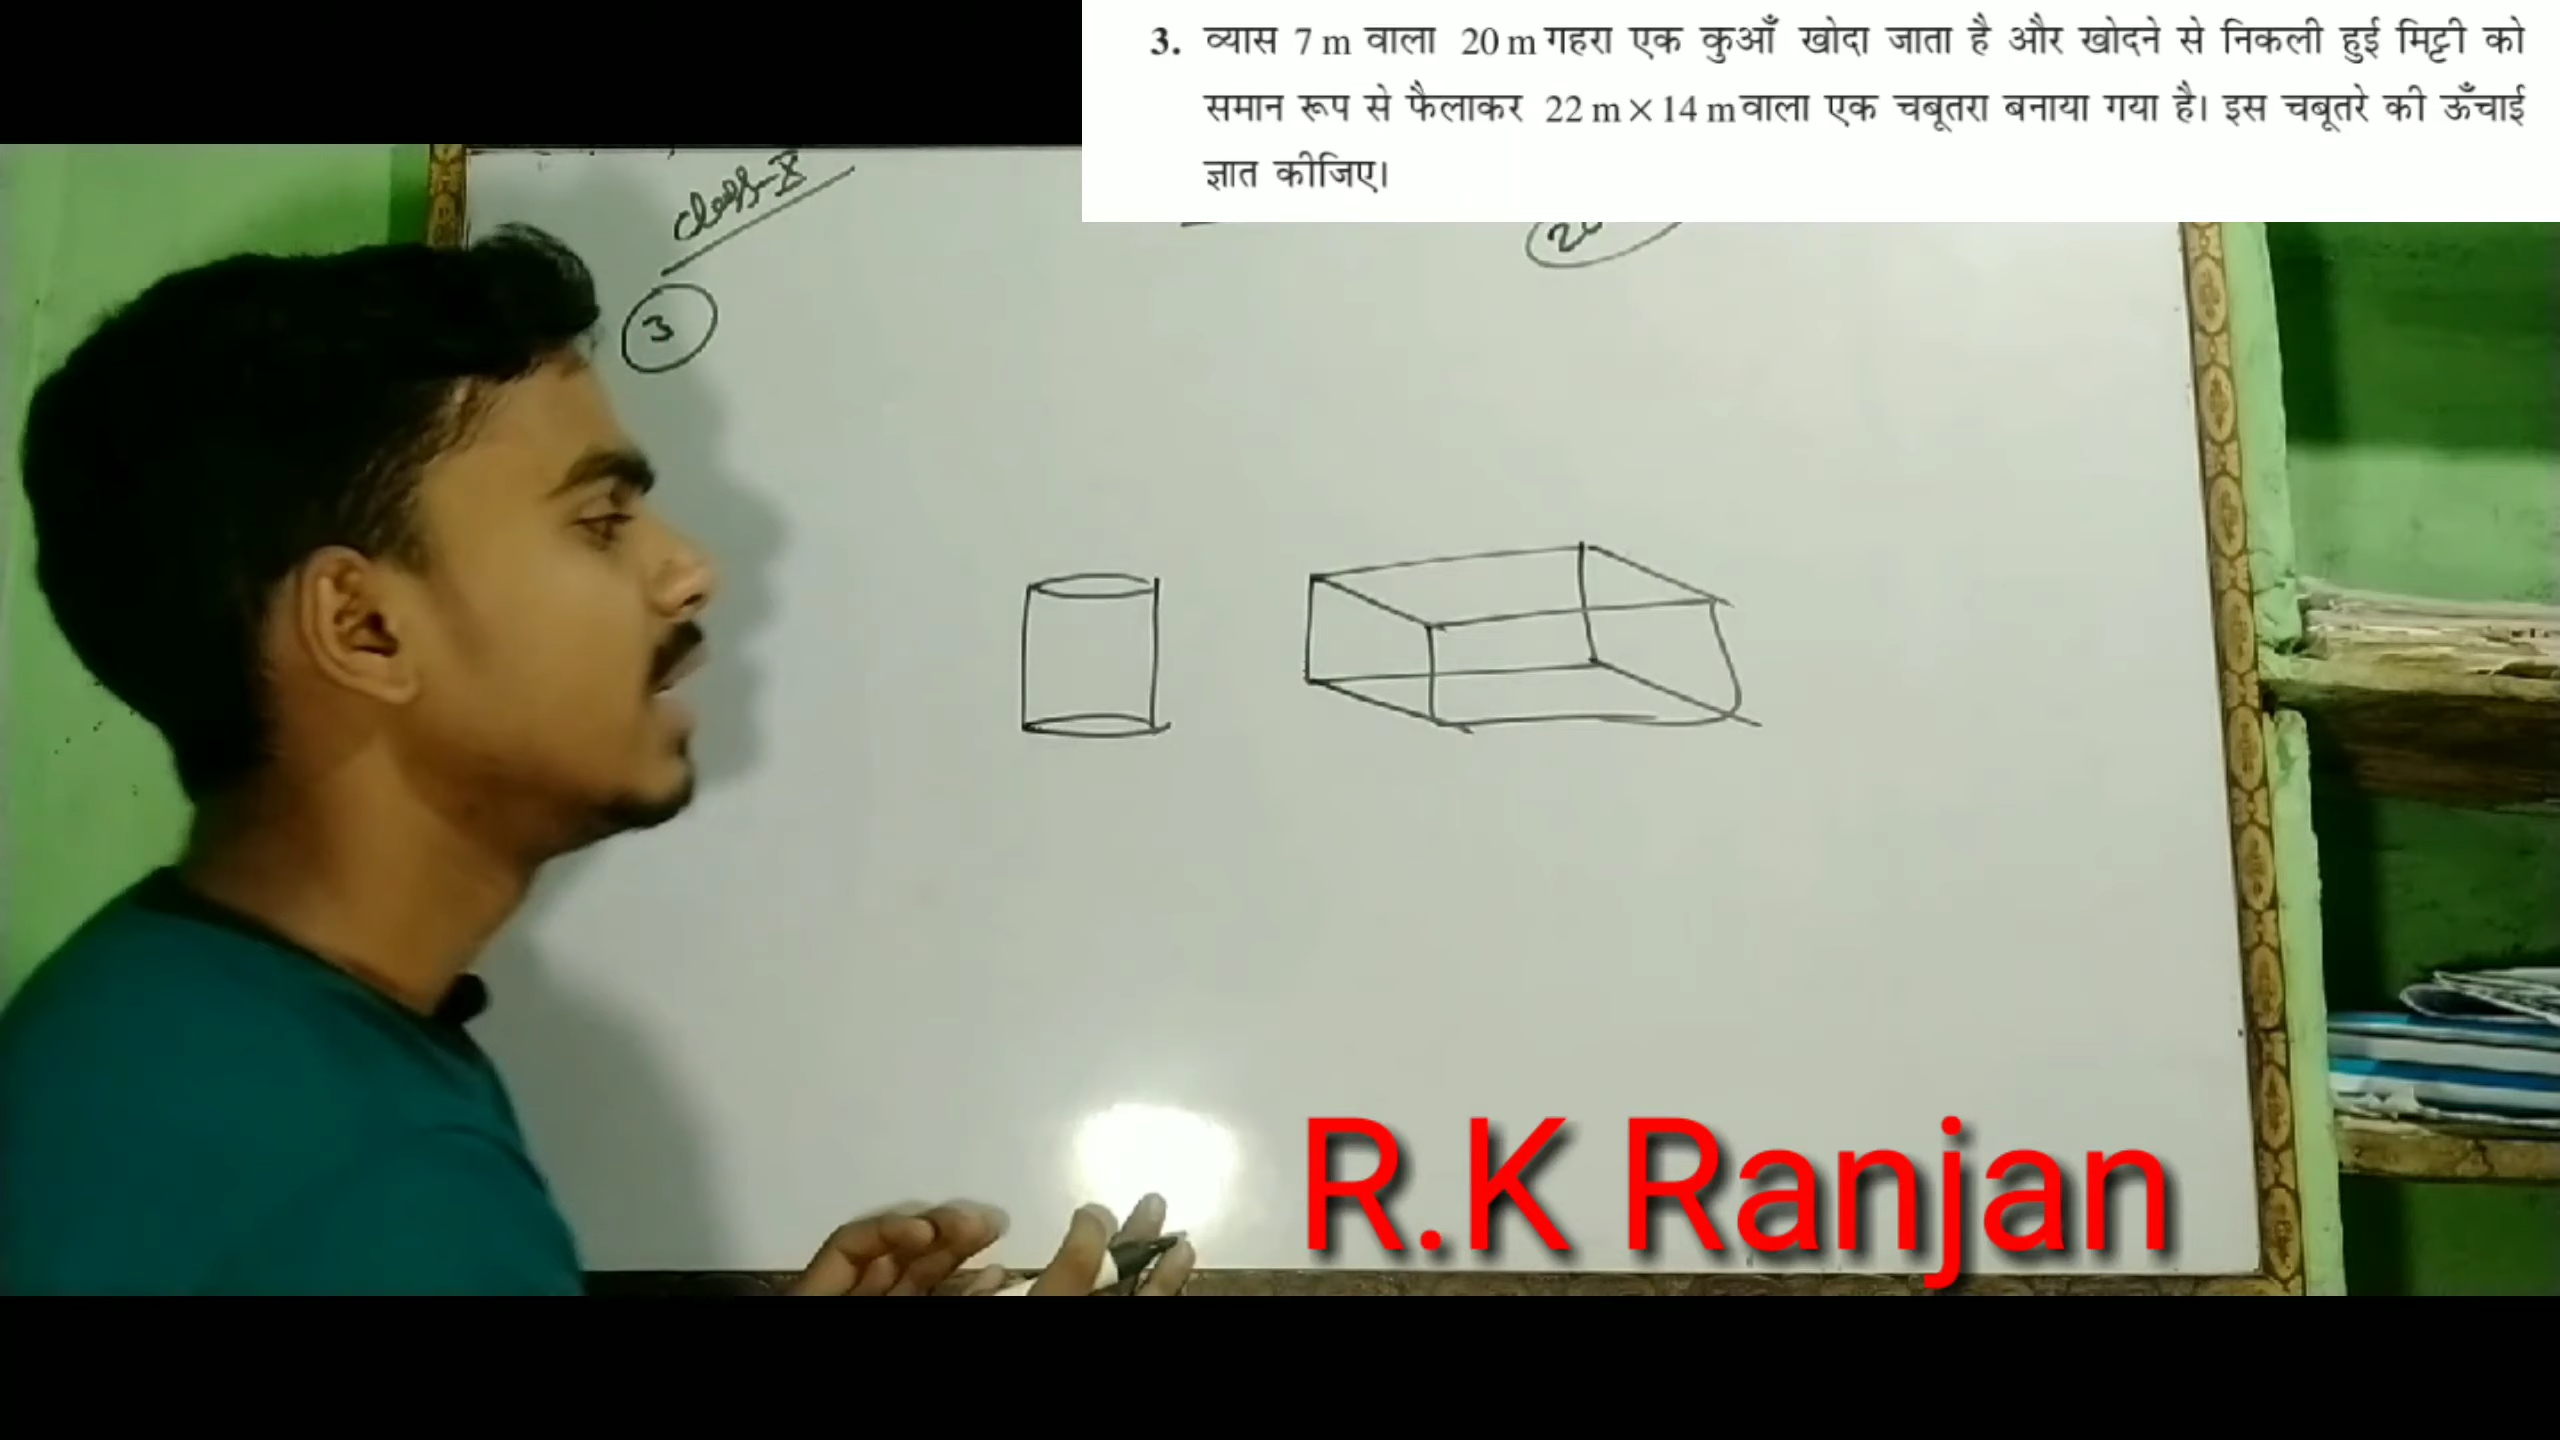 3. व्यास 7 m वाला 20 m गहरा एक कुआँ खोदा जाता है और खोदने से निकली हुई मिट्टी को
समान रूप से फैलाकर 22 m × 14 m वाला एक चबूतरा बनाया गया है। इस चबूतरे की ऊँचाई
ज्ञात कीजिए।
class-X
3
R.K Ranjan